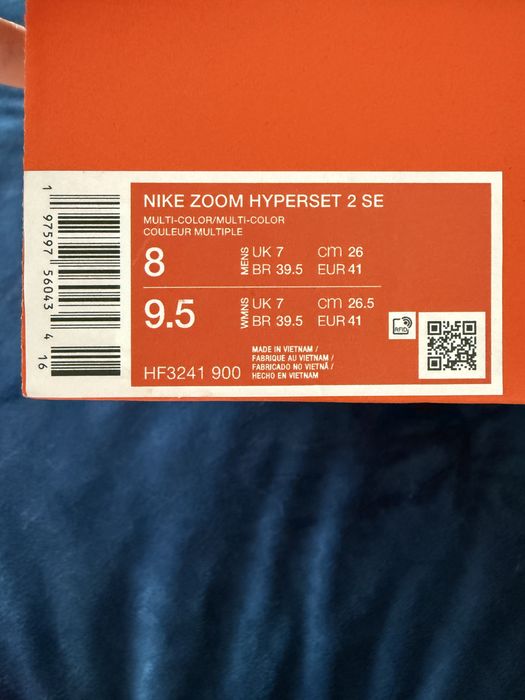 NIKE ZOOM HYPERSET 2 SE
MULTI-COLOR/MULTI-COLOR
COULEUR MULTIPLE
8 MENS UK 7 cm 26
BR 39.5 EUR 41
9.5 WMNS UK 7 cm 26.5
BR 39.5 EUR 41
RFID
HF3241 900
MADE IN VIETNAM /
FABRIQUE AU VIETNAM /
FABRICADO NO VIETNÃ /
HECHO EN VIETNAM
1 97597 56043 4 16